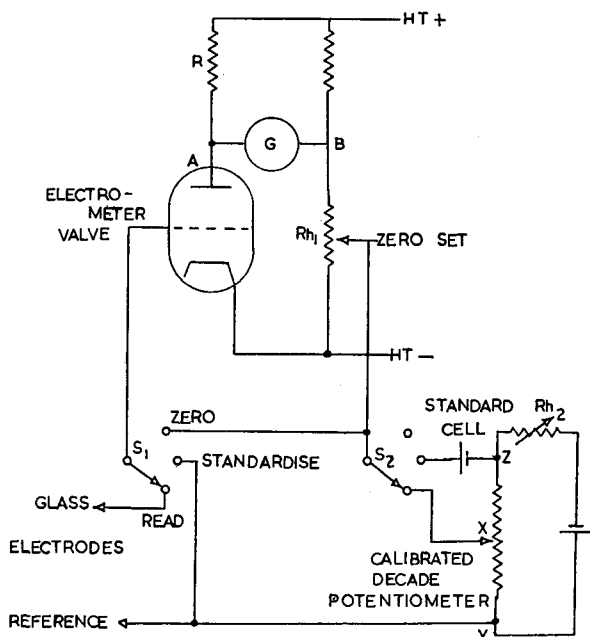 HT+
R
G
B
A
ELECTRO-
METER
VALVE
Rh1
ZERO SET
HT-
ZERO
STANDARD
CELL
Rh2
S1
STANDARDISE
S2
Z
GLASS
READ
X
ELECTRODES
CALIBRATED
DECADE
POTENTIOMETER
REFERENCE
Y